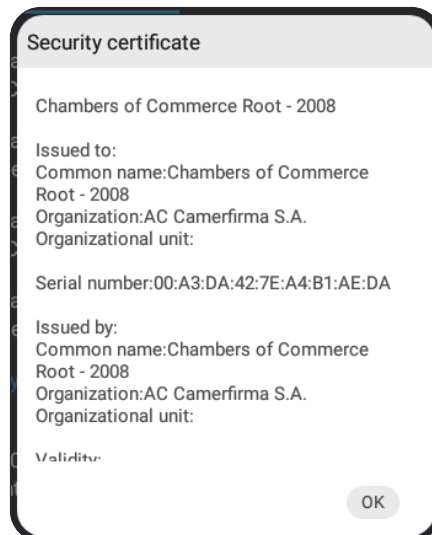 Security certificate
Chambers of Commerce Root - 2008
Issued to:
Common name:Chambers of Commerce
Root - 2008
Organization:AC Camerfirma S.A.
Organizational unit:
Serial number:00:A3:DA:42:7E:A4:B1:AE:DA
Issued by:
Common name:Chambers of Commerce
Root - 2008
Organization:AC Camerfirma S.A.
Organizational unit:
Validity:
OK